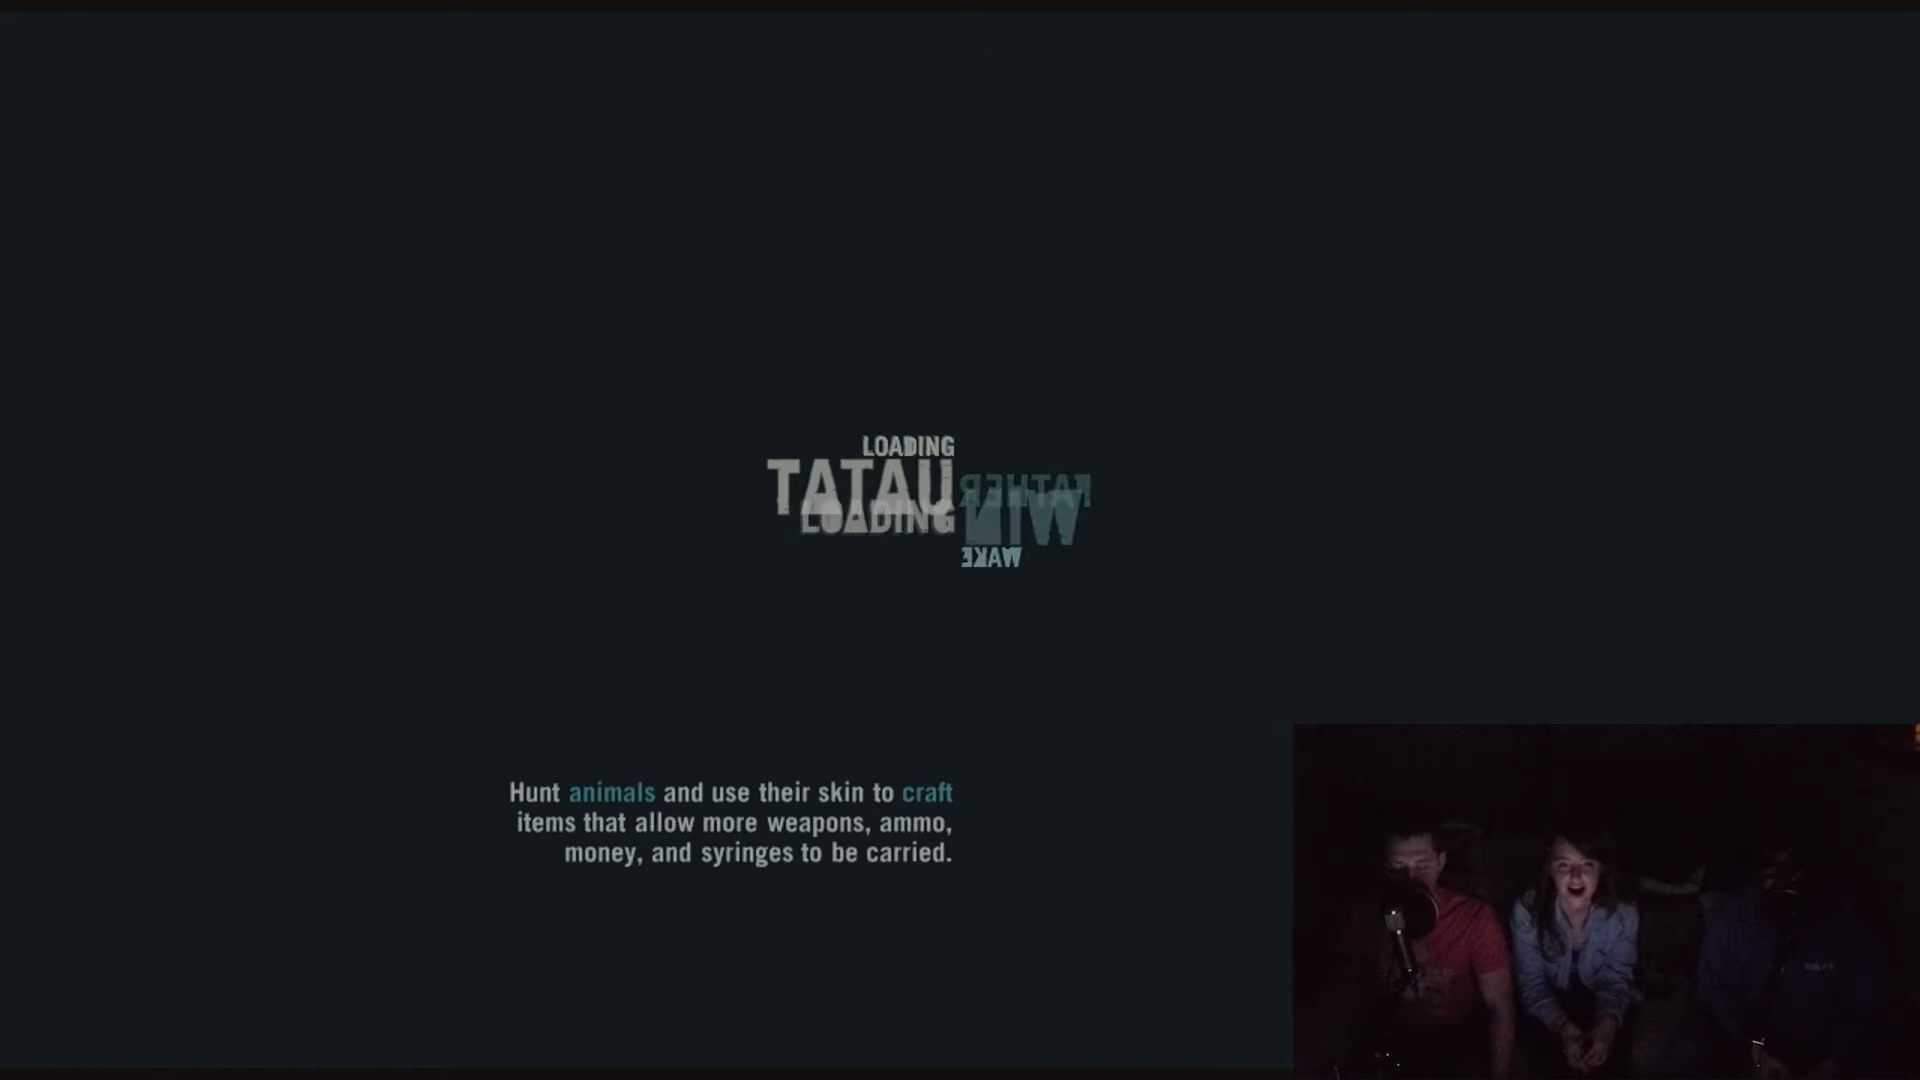 LOADING
TATAU
LOADING
FATHER
WIN
WAKE
Hunt animals and use their skin to craft
items that allow more weapons, ammo,
money, and syringes to be carried.